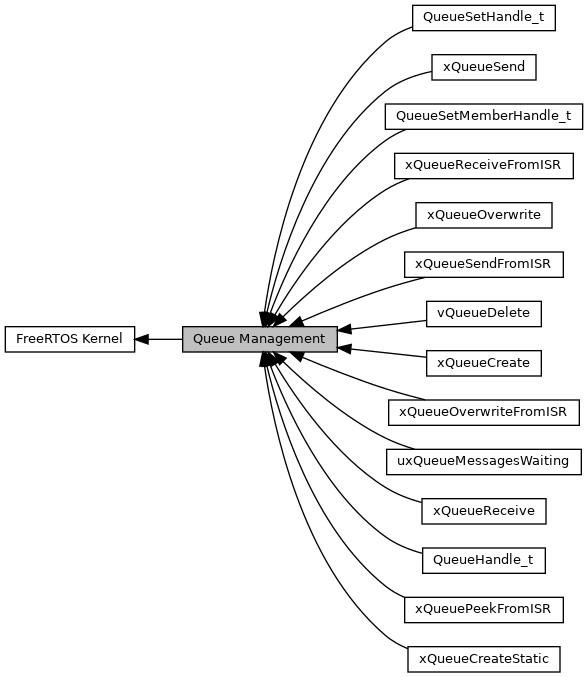 QueueSetHandle_t
xQueueSend
QueueSetMemberHandle_t
xQueueReceiveFromISR
xQueueOverwrite
xQueueSendFromISR
vQueueDelete
FreeRTOS Kernel
Queue Management
xQueueCreate
xQueueOverwriteFromISR
uxQueueMessagesWaiting
xQueueReceive
QueueHandle_t
xQueuePeekFromISR
xQueueCreateStatic